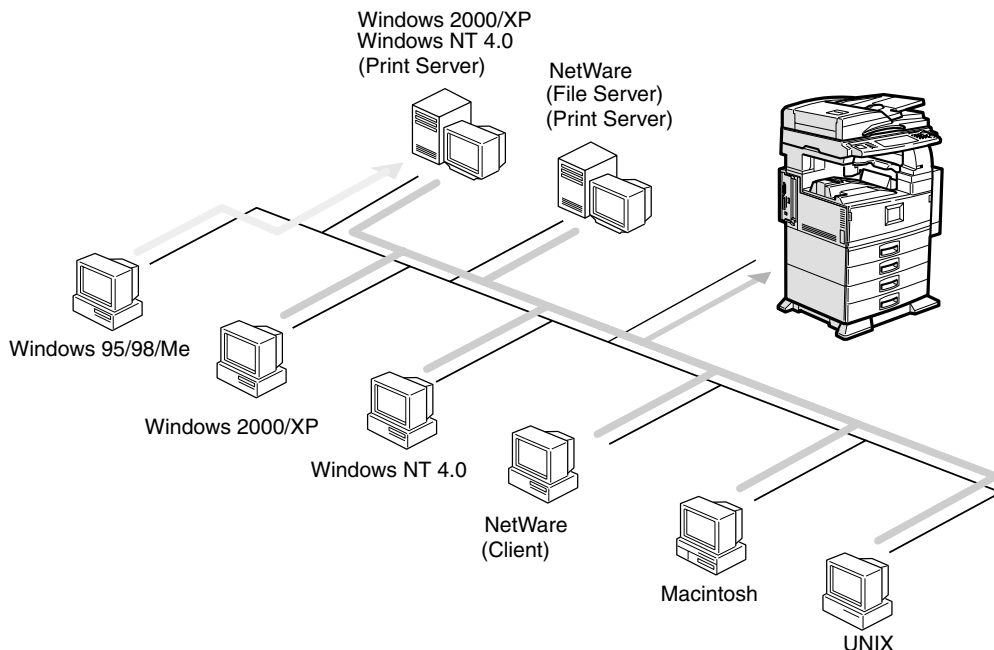 Windows 2000/XP
Windows NT 4.0
(Print Server)
NetWare
(File Server)
(Print Server)
Windows 95/98/Me
Windows 2000/XP
Windows NT 4.0
NetWare
(Client)
Macintosh
UNIX